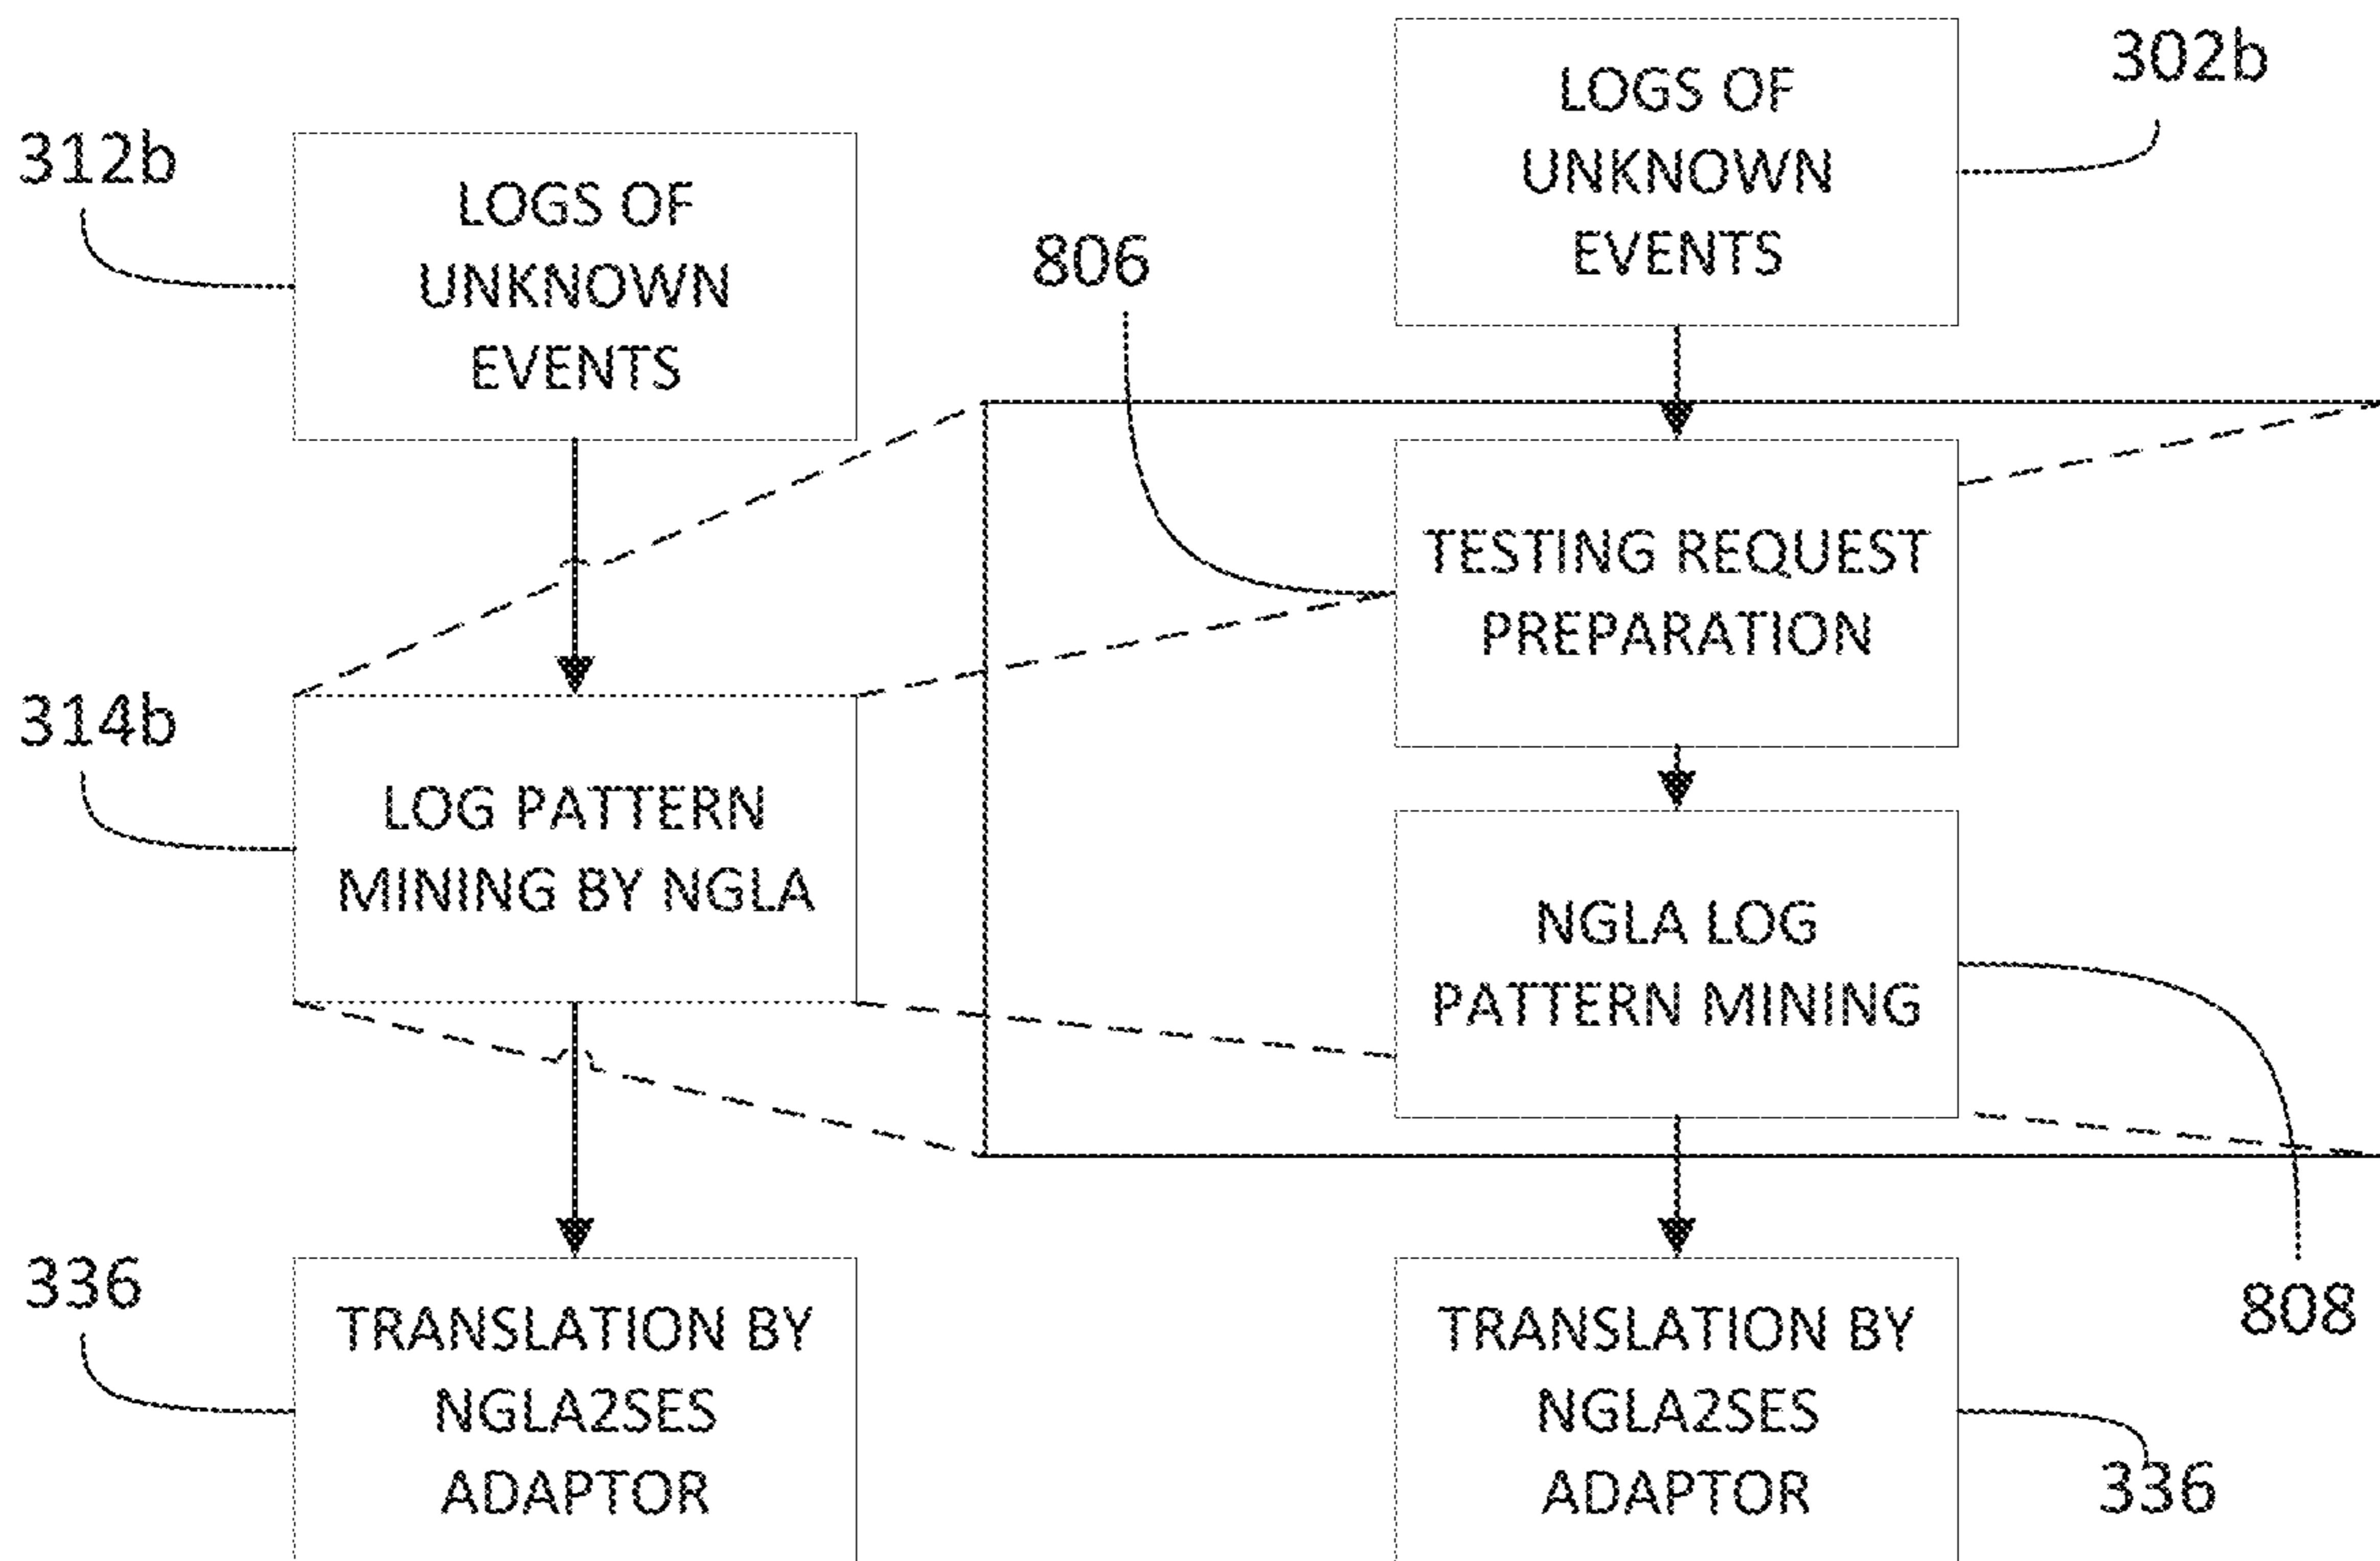 312b
LOGS OF
UNKNOWN
EVENTS
314b
LOG PATTERN
MINING BY NGLA
336
TRANSLATION BY
NGLA2SES
ADAPTOR
302b
LOGS OF
UNKNOWN
EVENTS
806
TESTING REQUEST
PREPARATION
NGLA LOG
PATTERN MINING
808
TRANSLATION BY
NGLA2SES
ADAPTOR
336